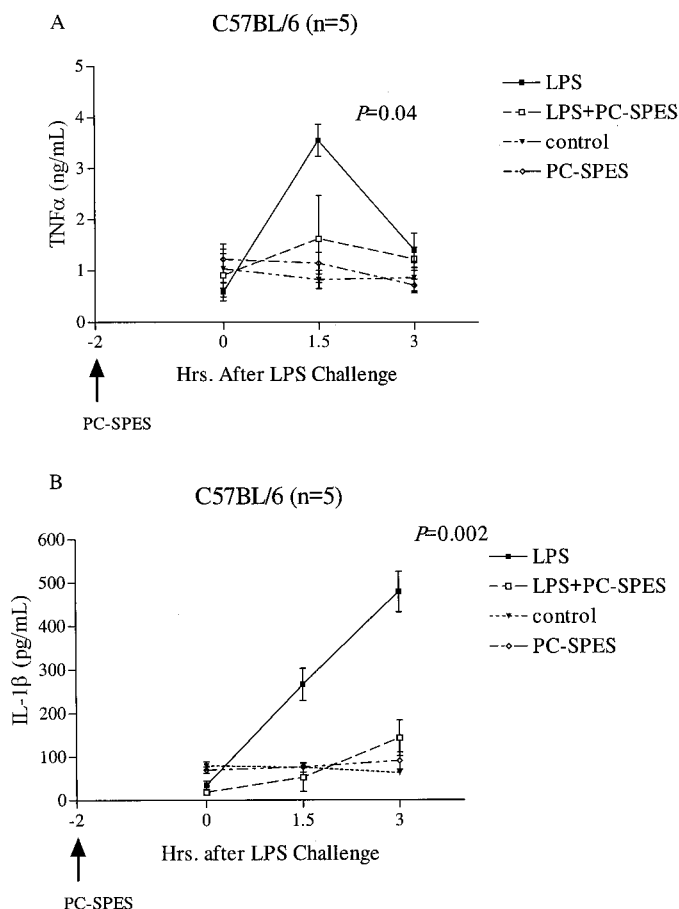 A
C57BL/6 (n=5)
5
4
3
2
1
0
TNFα (ng/mL)
P=0.04
LPS
LPS+PC-SPES
control
PC-SPES
-2
0
1.5
3
Hrs. After LPS Challenge
PC-SPES
B
C57BL/6 (n=5)
600
500
400
300
200
100
0
IL-1β (pg/mL)
P=0.002
LPS
LPS+PC-SPES
control
PC-SPES
-2
0
1.5
3
Hrs. after LPS Challenge
PC-SPES